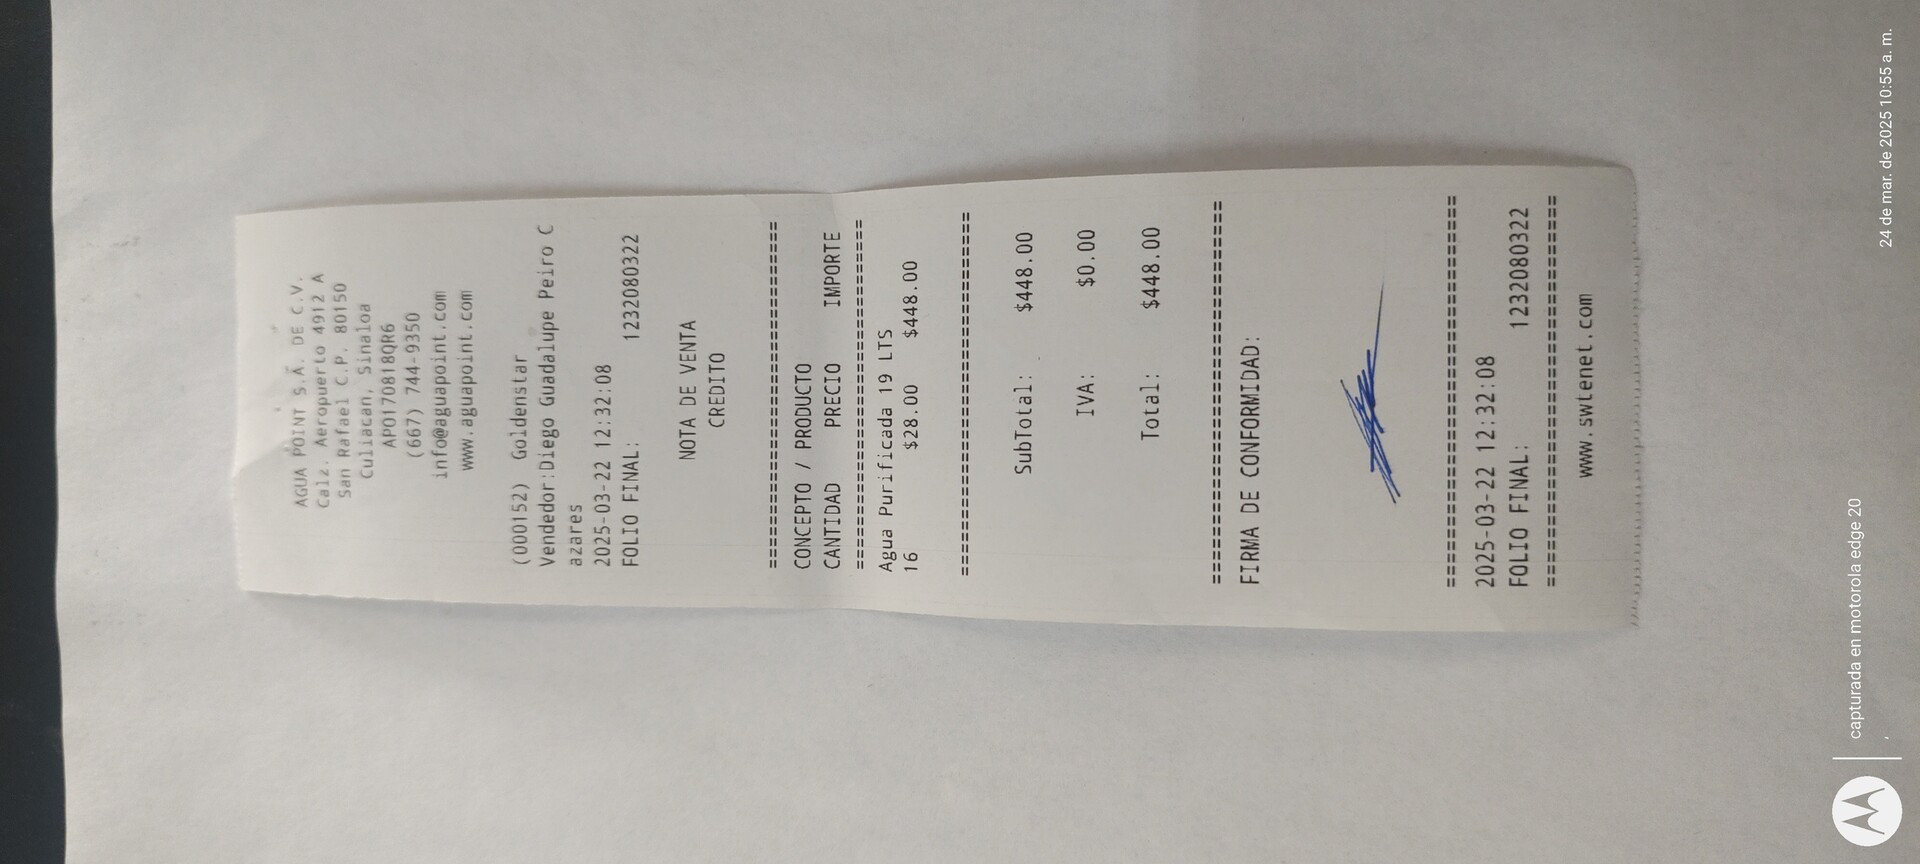 AGUA POINT S.A. DE C.V.
Calz. Aeropuerto 4912 A
San Rafael C.P. 80150
Culiacan, Sinaloa
APO170818QR6
(667) 744-9350
info@aguapoint.com
www.aguapoint.com
(000152) Goldenstar
Vendedor:Diego Guadalupe Peiro C
azares
2025-03-22 12:32:08
FOLIO FINAL: 1232080322
NOTA DE VENTA
CREDITO
================================
CONCEPTO / PRODUCTO
CANTIDAD PRECIO IMPORTE
================================
Agua Purificada 19 LTS
16 $28.00 $448.00
================================
SubTotal: $448.00
IVA: $0.00
Total: $448.00
================================
FIRMA DE CONFORMIDAD:
================================
2025-03-22 12:32:08
FOLIO FINAL: 1232080322
================================
www.swtenet.com
capturada en motorola edge 20
24 de mar. de 2025 10:55 a. m.